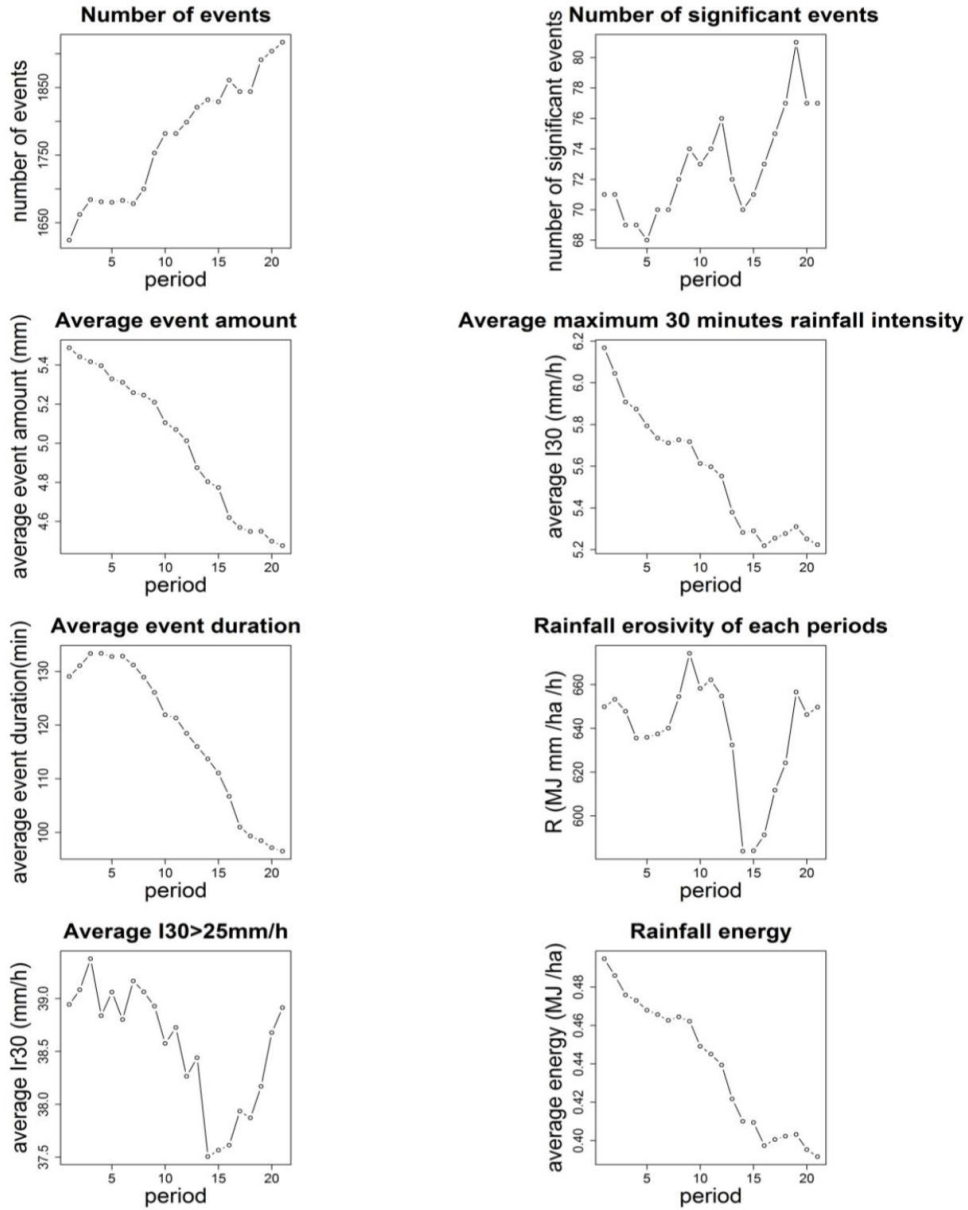 Number of events
number of events
1650
1750
1850
5
10
15
20
period
Number of significant events
number of significant events
68
70
72
74
76
78
80
5
10
15
20
period
Average event amount
average event amount (mm)
4.6
4.8
5.0
5.2
5.4
5
10
15
20
period
Average maximum 30 minutes rainfall intensity
average I30 (mm/h)
5.2
5.4
5.6
5.8
6.0
6.2
5
10
15
20
period
Average event duration
average event duration(min)
100
110
120
130
5
10
15
20
period
Rainfall erosivity of each periods
R (MJ mm /ha /h)
600
620
640
660
5
10
15
20
period
Average I30>25mm/h
average Ir30 (mm/h)
37.5
38.0
38.5
39.0
5
10
15
20
period
Rainfall energy
average energy (MJ /ha)
0.40
0.42
0.44
0.46
0.48
5
10
15
20
period